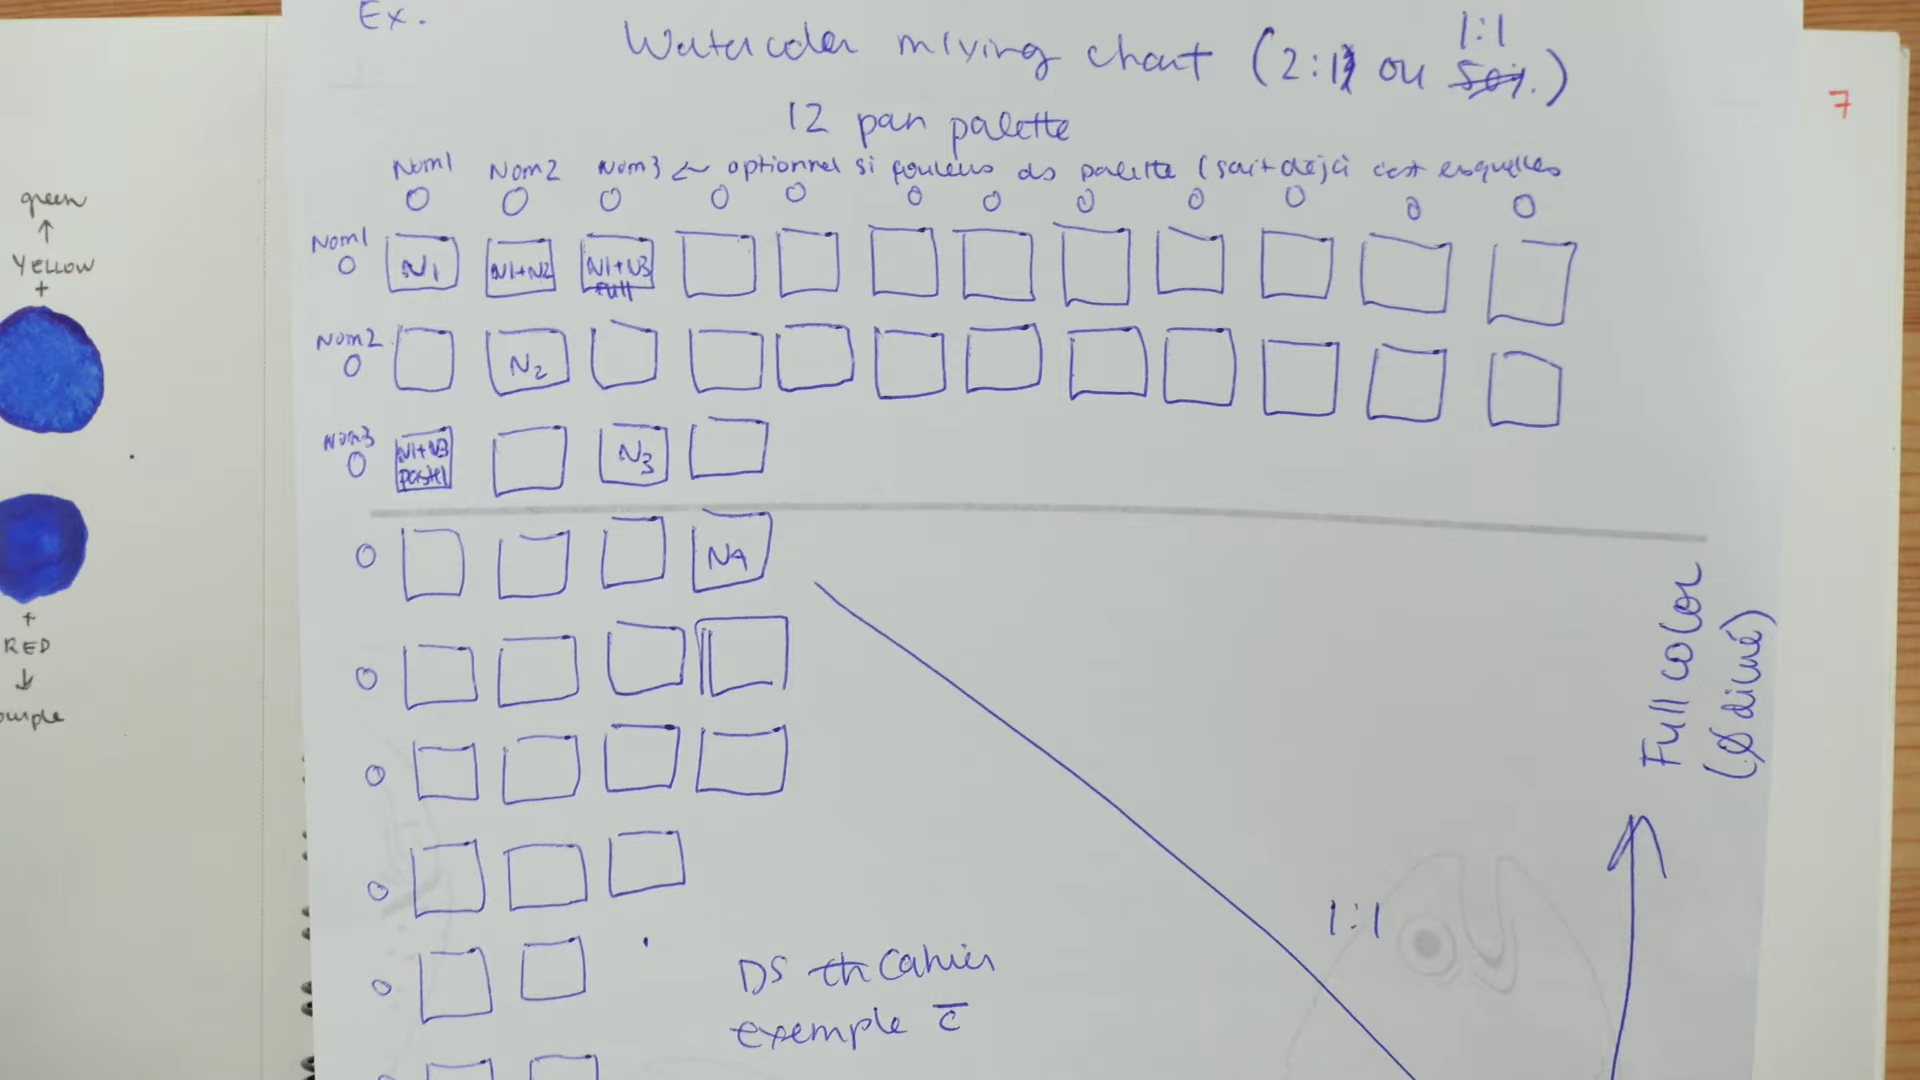 Ex.
Watercolor mixing chart (2:1 ou 1:1)
12 pan palette
7
Nom1 Nom2 Nom3 ← optionnel si couleurs ds palette
Nom1
N1 N1+N2 N1+N3 full
Nom2
N2
Nom3
N1+N3 pastel
N3
N4
green
↑
YELLOW
+
+
RED
↓
purple
Full color
(Ø dilué)
1:1
DS Cahier
exemple c̄